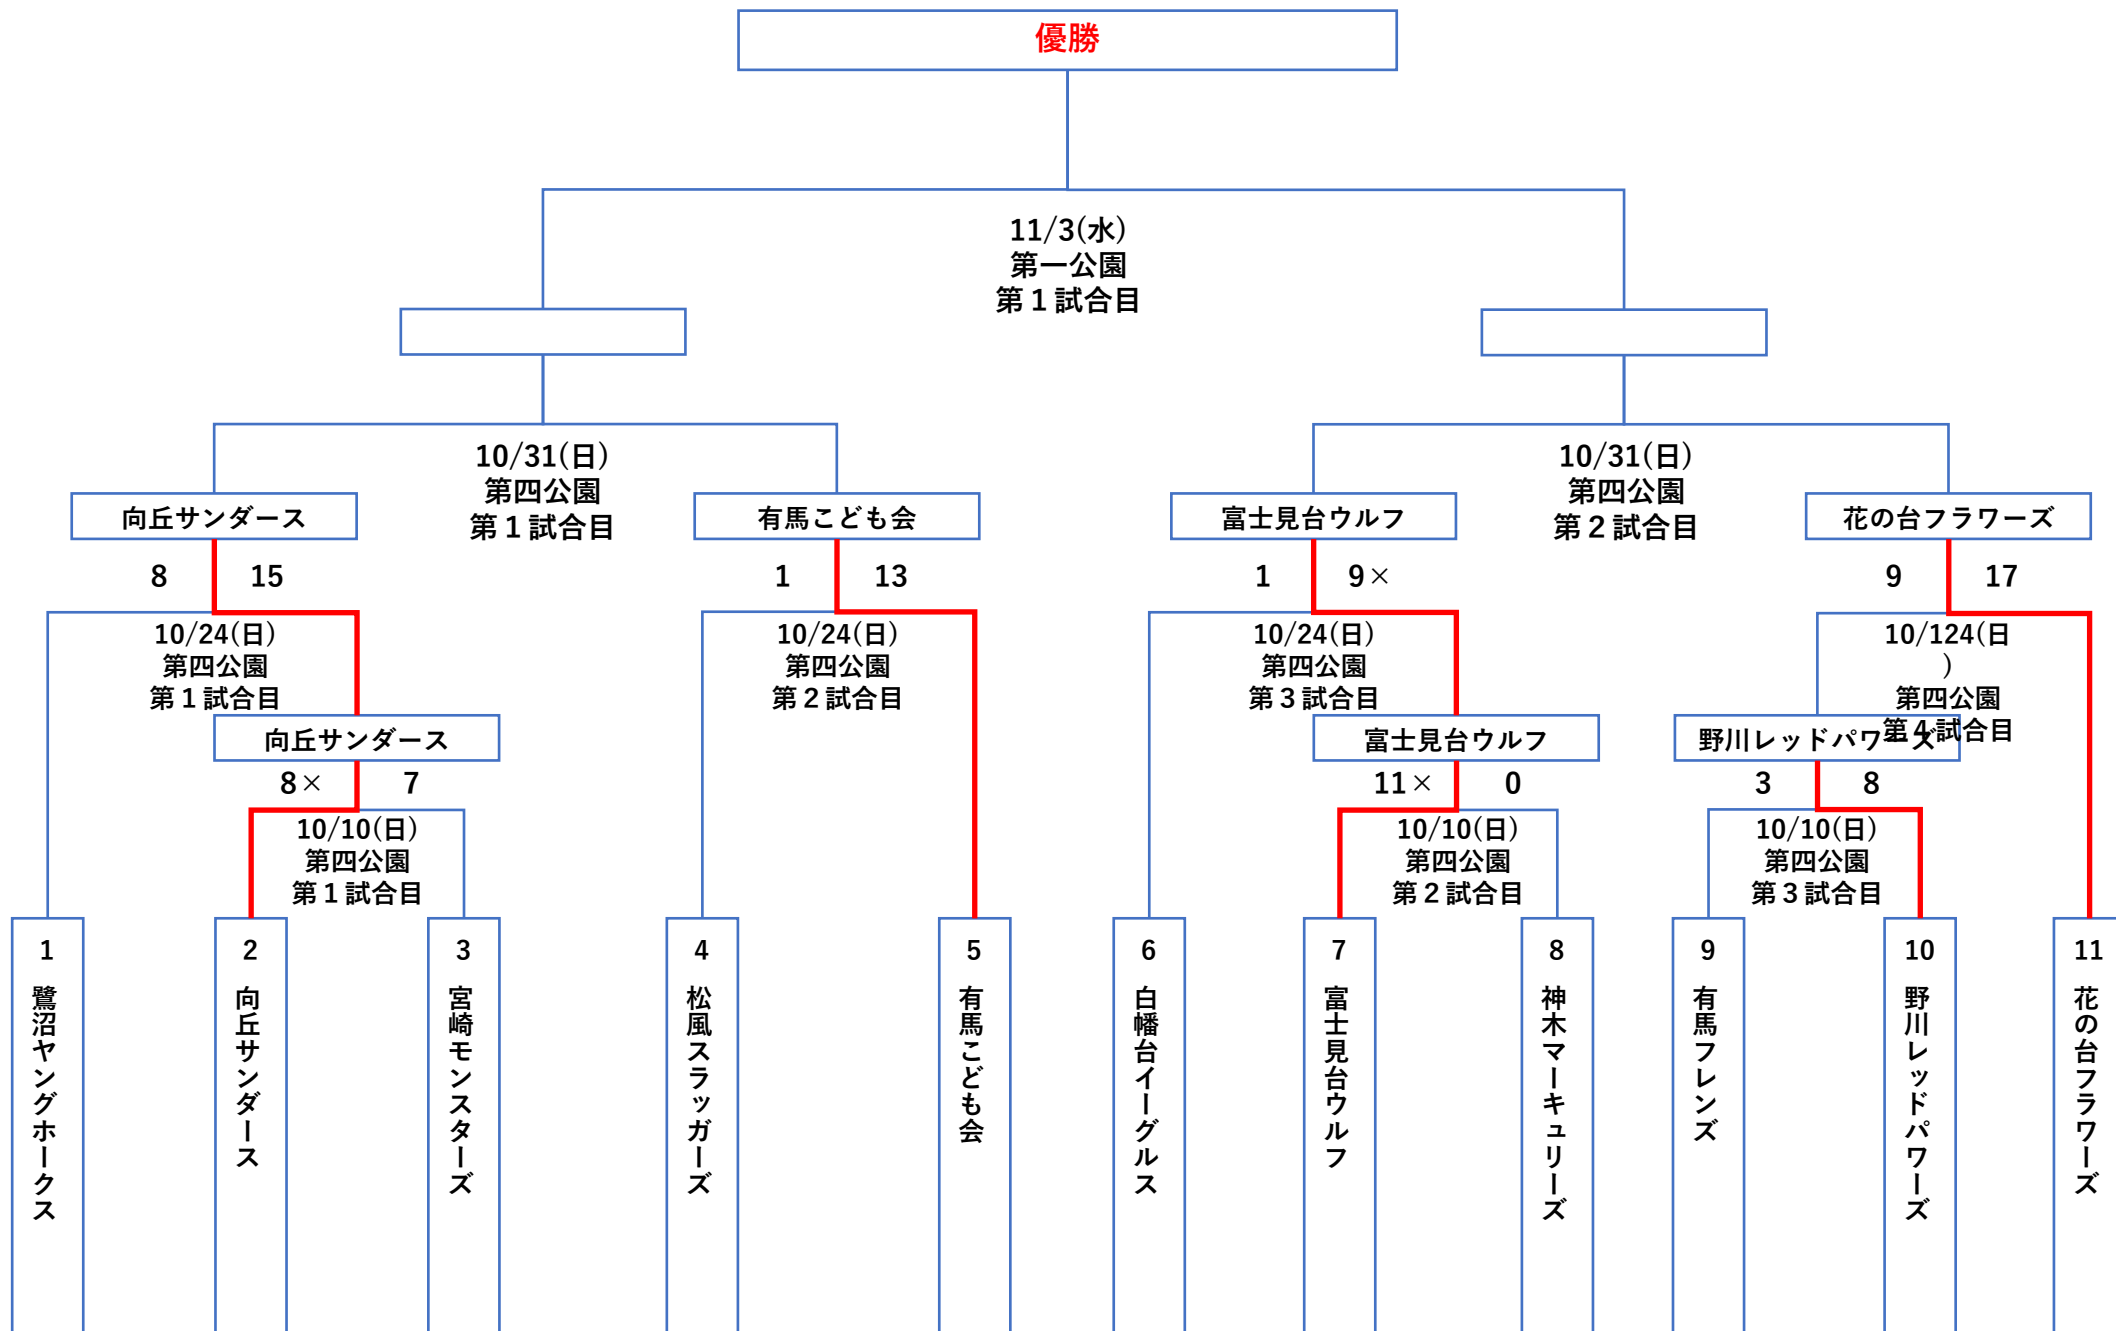 優勝
11/3(水)
第一公園
第１試合目
10/31(日)
第四公園
第１試合目
10/31(日)
第四公園
第２試合目
向丘サンダース
有馬こども会
富士見台ウルフ
花の台フラワーズ
8 15
1 13
1 9×
9 17
10/24(日)
第四公園
第１試合目
10/24(日)
第四公園
第２試合目
10/24(日)
第四公園
第３試合目
10/124(日
)
第四公園
第４試合目
向丘サンダース
富士見台ウルフ
野川レッドパワーズ
8× 7
11× 0
3 8
10/10(日)
第四公園
第１試合目
10/10(日)
第四公園
第２試合目
10/10(日)
第四公園
第３試合目
1 鷺沼ヤングホークス
2 向丘サンダース
3 宮崎モンスターズ
4 松風スラッガーズ
5 有馬こども会
6 白幡台イーグルス
7 富士見台ウルフ
8 神木マーキュリーズ
9 有馬フレンズ
10 野川レッドパワーズ
11 花の台フラワーズ